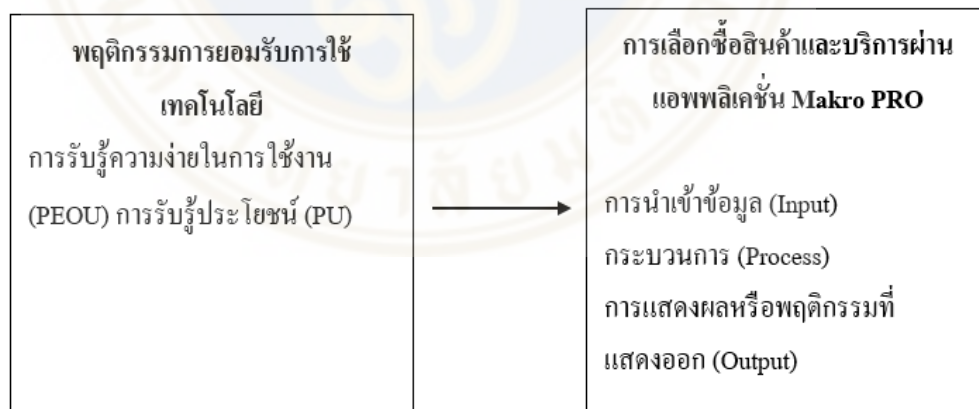 พฤติกรรมการยอมรับการใช้
เทคโนโลยี
การรับรู้ความง่ายในการใช้งาน
(PEOU) การรับรู้ประโยชน์ (PU)
การเลือกซื้อสินค้าและบริการผ่าน
แอพพลิเคชั่น Makro PRO
การนำเข้าข้อมูล (Input)
กระบวนการ (Process)
การแสดงผลหรือพฤติกรรมที่
แสดงออก (Output)